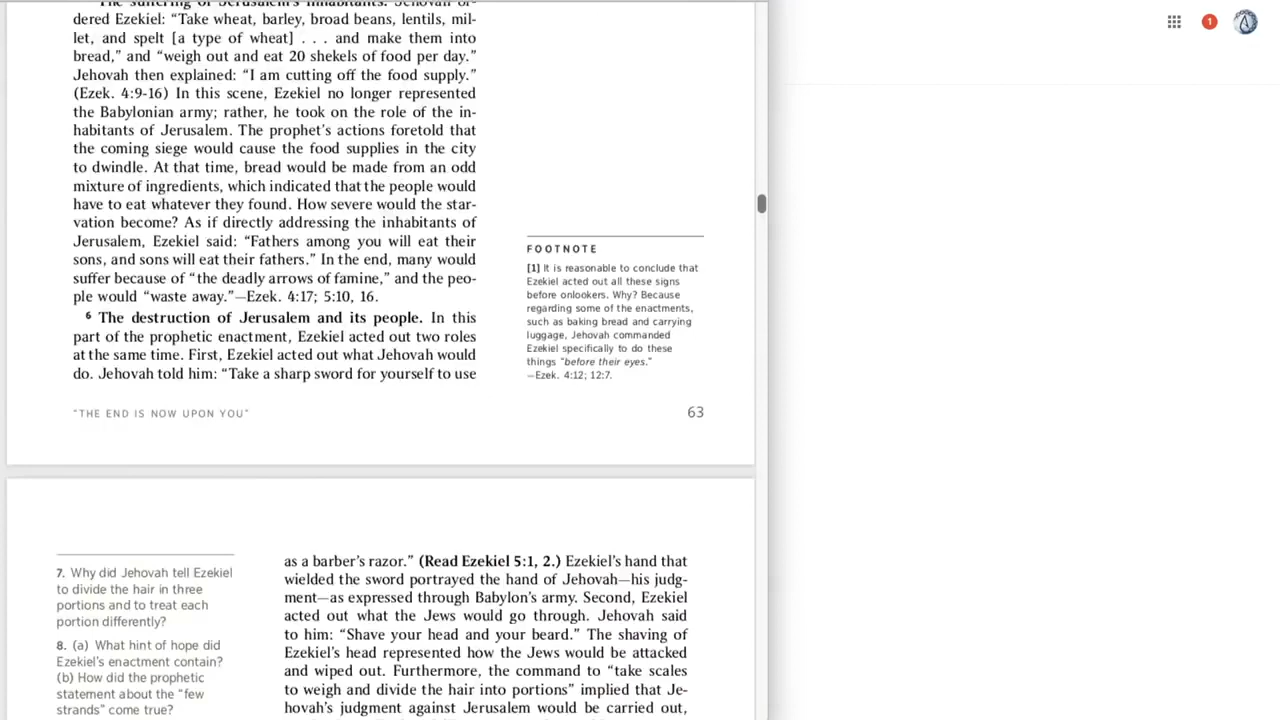 The suffering of Jerusalem's inhabitants. Jehovah or-
dered Ezekiel: “Take wheat, barley, broad beans, lentils, mil-
let, and spelt [a type of wheat] . . . and make them into
bread,” and “weigh out and eat 20 shekels of food per day.”
Jehovah then explained: “I am cutting off the food supply.”
(Ezek. 4:9-16) In this scene, Ezekiel no longer represented
the Babylonian army; rather, he took on the role of the in-
habitants of Jerusalem. The prophet’s actions foretold that
the coming siege would cause the food supplies in the city
to dwindle. At that time, bread would be made from an odd
mixture of ingredients, which indicated that the people would
have to eat whatever they found. How severe would the star-
vation become? As if directly addressing the inhabitants of
Jerusalem, Ezekiel said: “Fathers among you will eat their
sons, and sons will eat their fathers.” In the end, many would
suffer because of “the deadly arrows of famine,” and the peo-
ple would “waste away.”—Ezek. 4:17; 5:10, 16.
6 The destruction of Jerusalem and its people. In this
part of the prophetic enactment, Ezekiel acted out two roles
at the same time. First, Ezekiel acted out what Jehovah would
do. Jehovah told him: “Take a sharp sword for yourself to use
FOOTNOTE
[1] It is reasonable to conclude that
Ezekiel acted out all these signs
before onlookers. Why? Because
regarding some of the enactments,
such as baking bread and carrying
luggage, Jehovah commanded
Ezekiel specifically to do these
things “before their eyes.”
—Ezek. 4:12; 12:7.
“THE END IS NOW UPON YOU”
63
7. Why did Jehovah tell Ezekiel
to divide the hair in three
portions and to treat each
portion differently?
8. (a) What hint of hope did
Ezekiel’s enactment contain?
(b) How did the prophetic
statement about the “few
strands” come true?
as a barber’s razor.” (Read Ezekiel 5:1, 2.) Ezekiel’s hand that
wielded the sword portrayed the hand of Jehovah—his judg-
ment—as expressed through Babylon’s army. Second, Ezekiel
acted out what the Jews would go through. Jehovah said
to him: “Shave your head and your beard.” The shaving of
Ezekiel’s head represented how the Jews would be attacked
and wiped out. Furthermore, the command to “take scales
to weigh and divide the hair into portions” implied that Je-
hovah’s judgment against Jerusalem would be carried out,
1